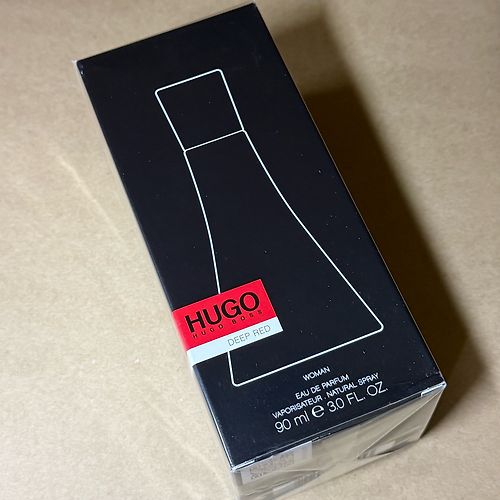 HUGO
HUGO BOSS
DEEP RED
WOMAN
EAU DE PARFUM
VAPORISATEUR . NATURAL SPRAY
90 ml ℮ 3.0 FL. OZ.